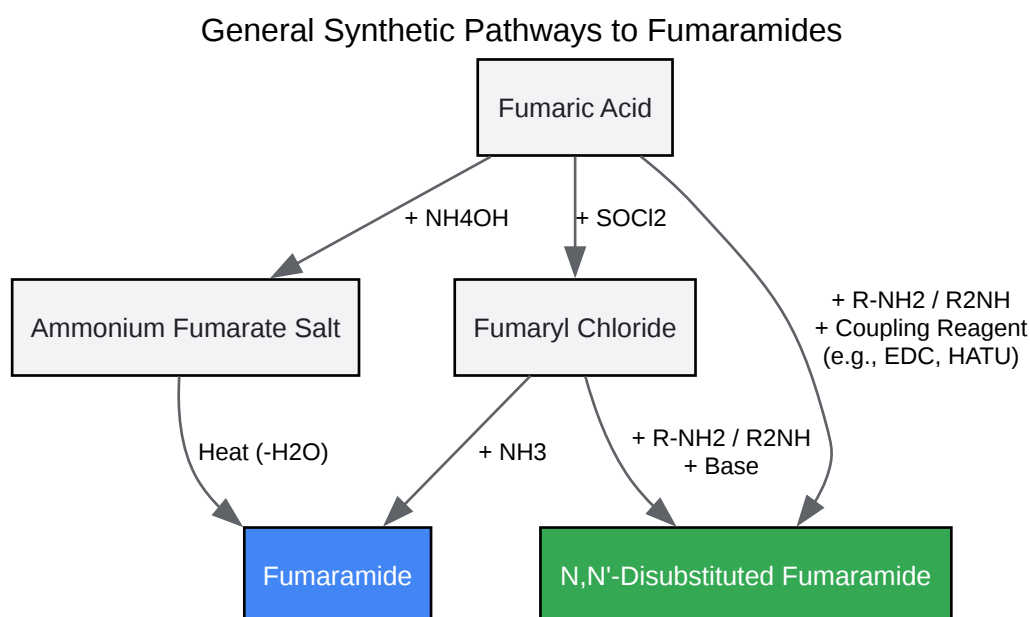 General Synthetic Pathways to Fumaramides
Fumaric Acid
+ NH4OH
+ SOCl2
+ R-NH2 / R2NH
+ Coupling Reagent
(e.g., EDC, HATU)
Ammonium Fumarate Salt
Fumaryl Chloride
Heat (-H2O)
+ NH3
+ R-NH2 / R2NH
+ Base
Fumaramide
N,N'-Disubstituted Fumaramide